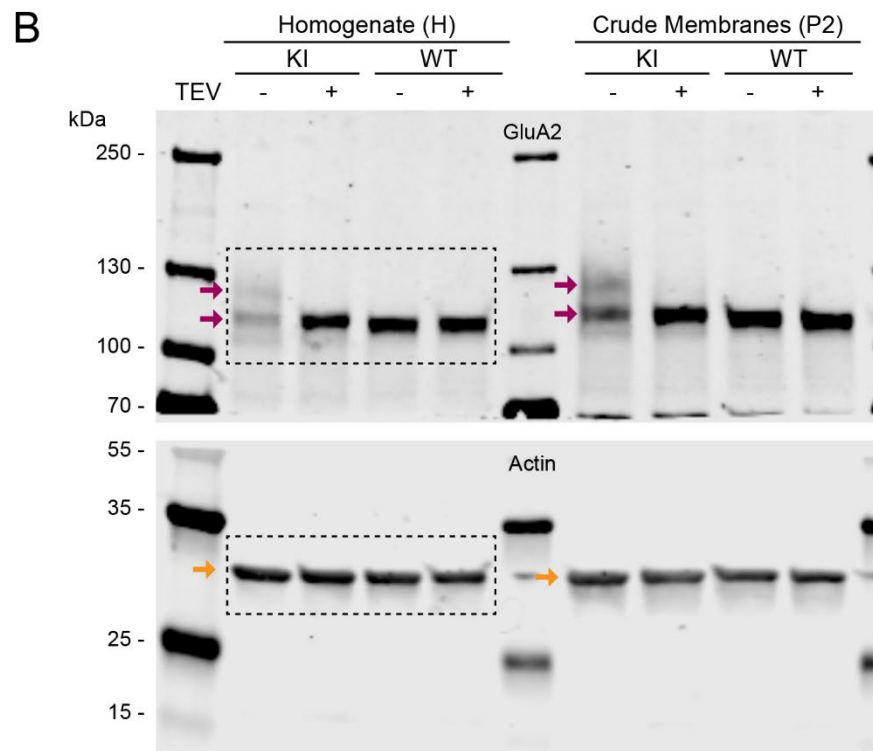 B
Homogenate (H) Crude Membranes (P2)
KI WT KI WT
TEV - + - + - + - +
kDa
GluA2
250 -
130 -
100 -
70 -
55 -
Actin
35 -
25 -
15 -